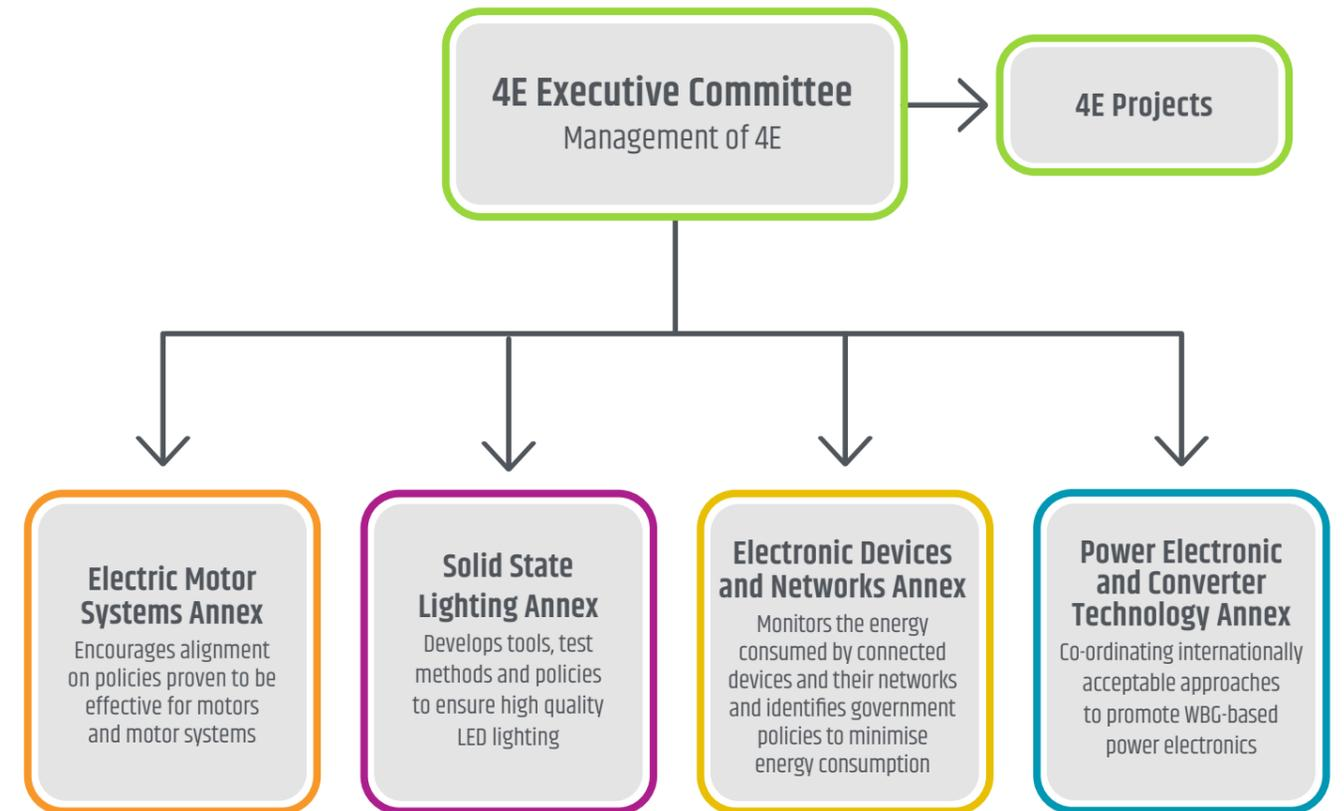 4E Executive Committee
Management of 4E
4E Projects
Electric Motor
Systems Annex
Encourages alignment
on policies proven to be
effective for motors
and motor systems
Solid State
Lighting Annex
Develops tools, test
methods and policies
to ensure high quality
LED lighting
Electronic Devices
and Networks Annex
Monitors the energy
consumed by connected
devices and their networks
and identifies government
policies to minimise
energy consumption
Power Electronic
and Converter
Technology Annex
Co-ordinating internationally
acceptable approaches
to promote WBG-based
power electronics